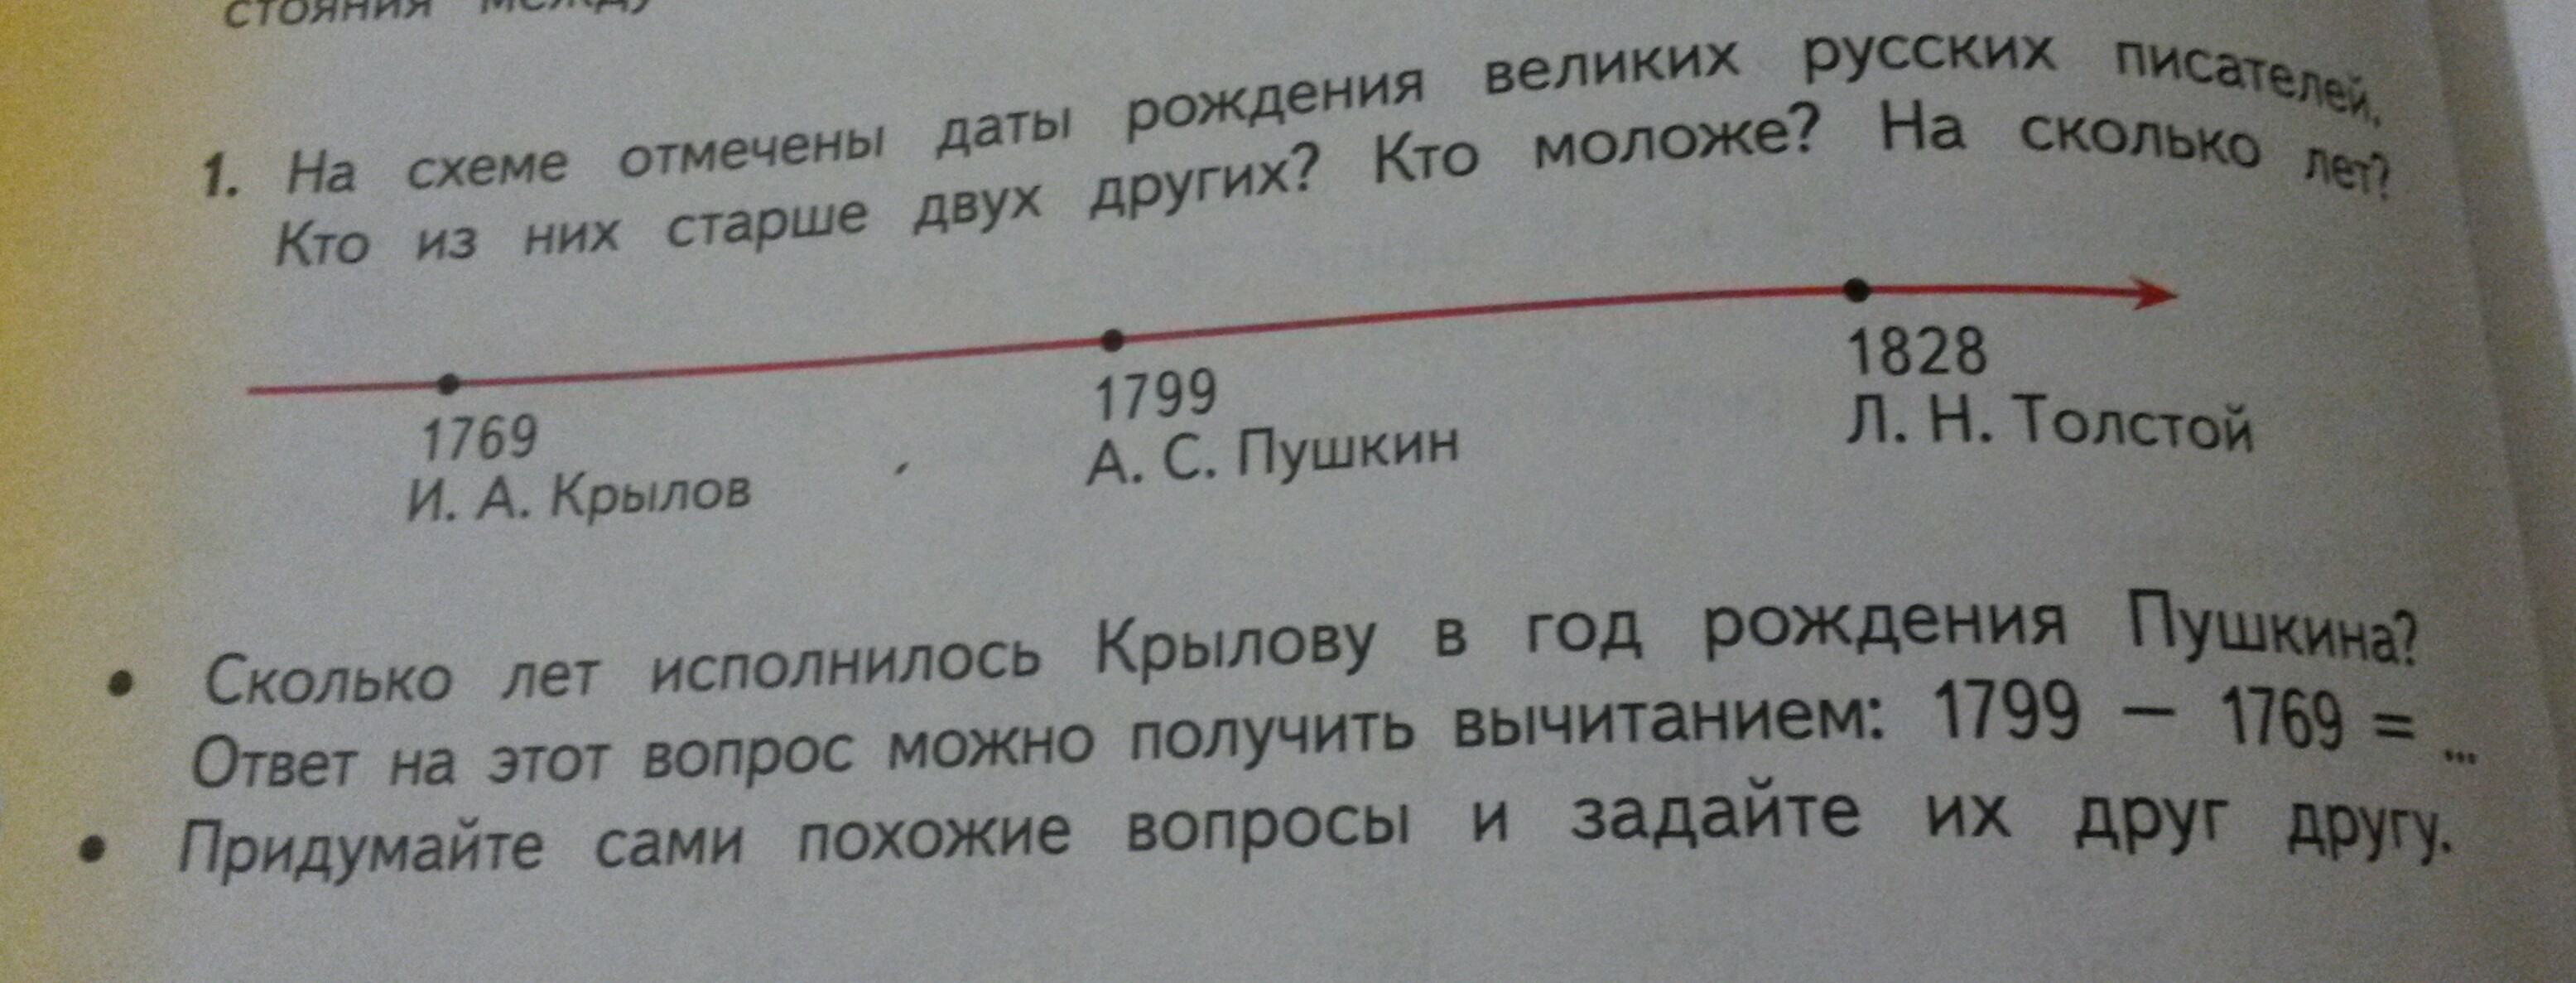 стояния между
1. На схеме отмечены даты рождения великих русских писателей.
Кто из них старше двух других? Кто моложе? На сколько лет?
1769
И. А. Крылов
1799
А. С. Пушкин
1828
Л. Н. Толстой
• Сколько лет исполнилось Крылову в год рождения Пушкина?
Ответ на этот вопрос можно получить вычитанием: 1799 − 1769 = ...
• Придумайте сами похожие вопросы и задайте их друг другу.